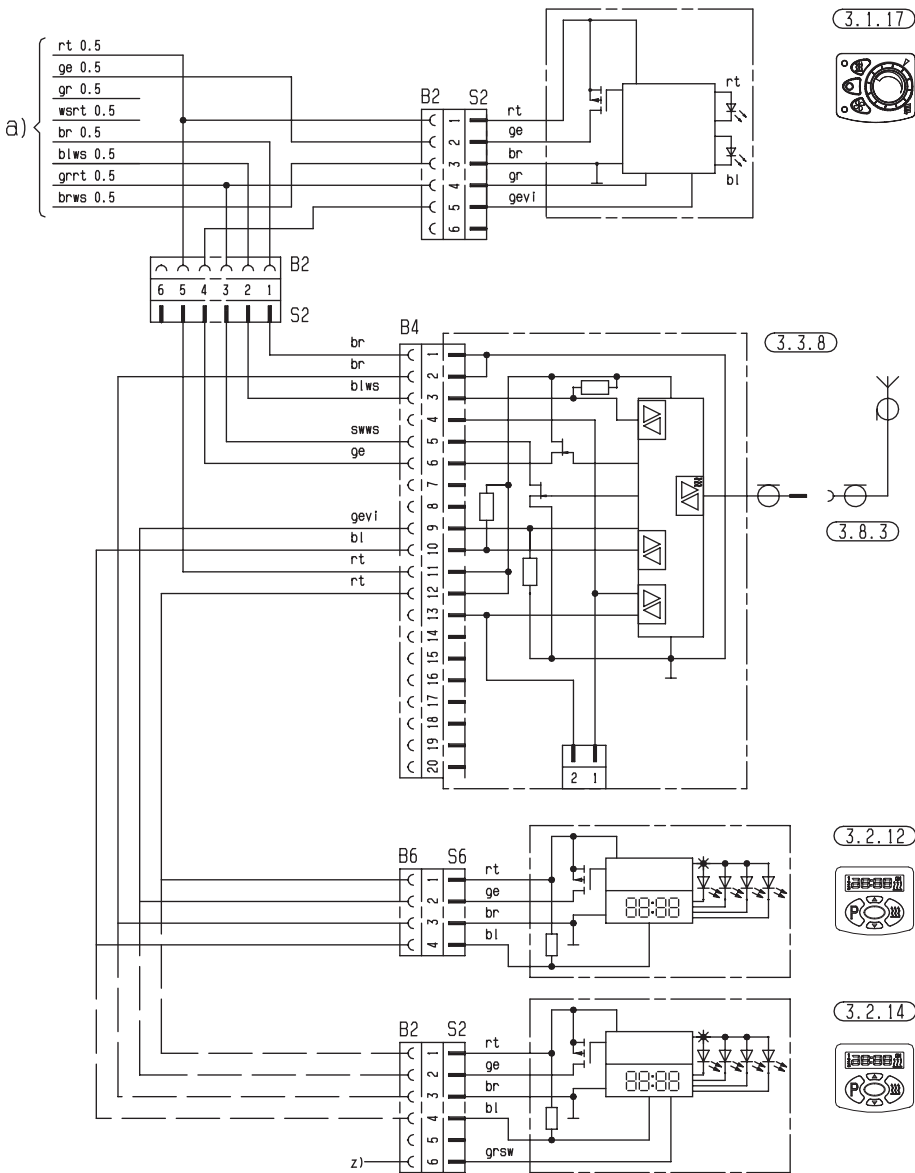 3.1.17
a)
rt 0.5
ge 0.5
gr 0.5
wsrt 0.5
br 0.5
blws 0.5
grrt 0.5
brws 0.5
B2 S2
1
2
3
4
5
6
rt
ge
br
gr
gevi
rt
bl
B2
6 5 4 3 2 1
S2
B4
br
br
blws
swws
ge
gevi
bl
rt
rt
1
2
3
4
5
6
7
8
9
10
11
12
13
14
15
16
17
18
19
20
2 1
3.3.8
3.8.3
3.2.12
B6 S6
1
2
3
4
rt
ge
br
bl
88:88
P
3.2.14
B2 S2
1
2
3
4
5
6
rt
ge
br
bl
grsw
88:88
P
z)